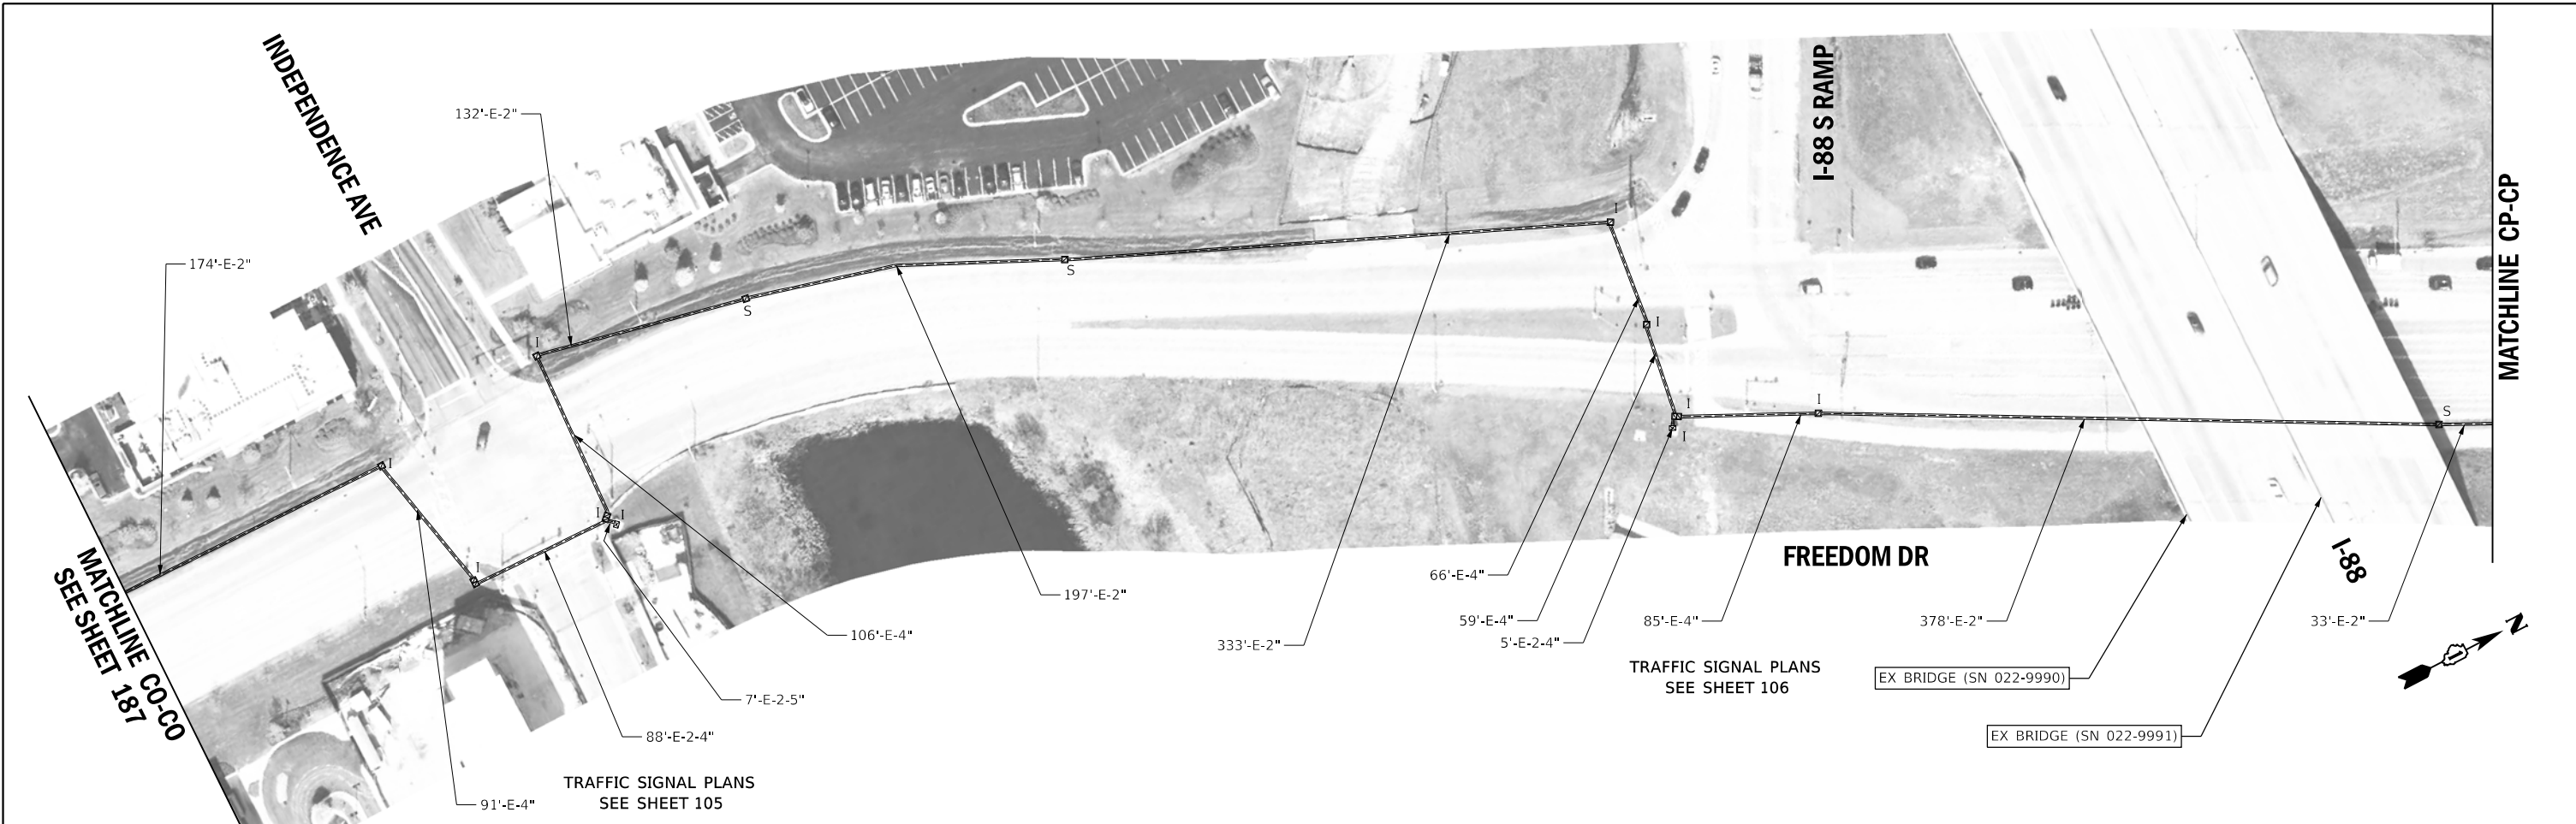 INDEPENDENCE AVE
132'-E-2"
174'-E-2"
I-88 S RAMP
MATCHLINE CP-CP
I
S
S
I
I
I
I
I
S
I
I
I
I
I
MATCHLINE CO-CO
SEE SHEET 187
FREEDOM DR
I-88
N
197'-E-2"
106'-E-4"
333'-E-2"
66'-E-4"
59'-E-4"
5'-E-2-4"
85'-E-4"
378'-E-2"
33'-E-2"
7'-E-2-5"
88'-E-2-4"
91'-E-4"
TRAFFIC SIGNAL PLANS
SEE SHEET 105
TRAFFIC SIGNAL PLANS
SEE SHEET 106
EX BRIDGE (SN 022-9990)
EX BRIDGE (SN 022-9991)